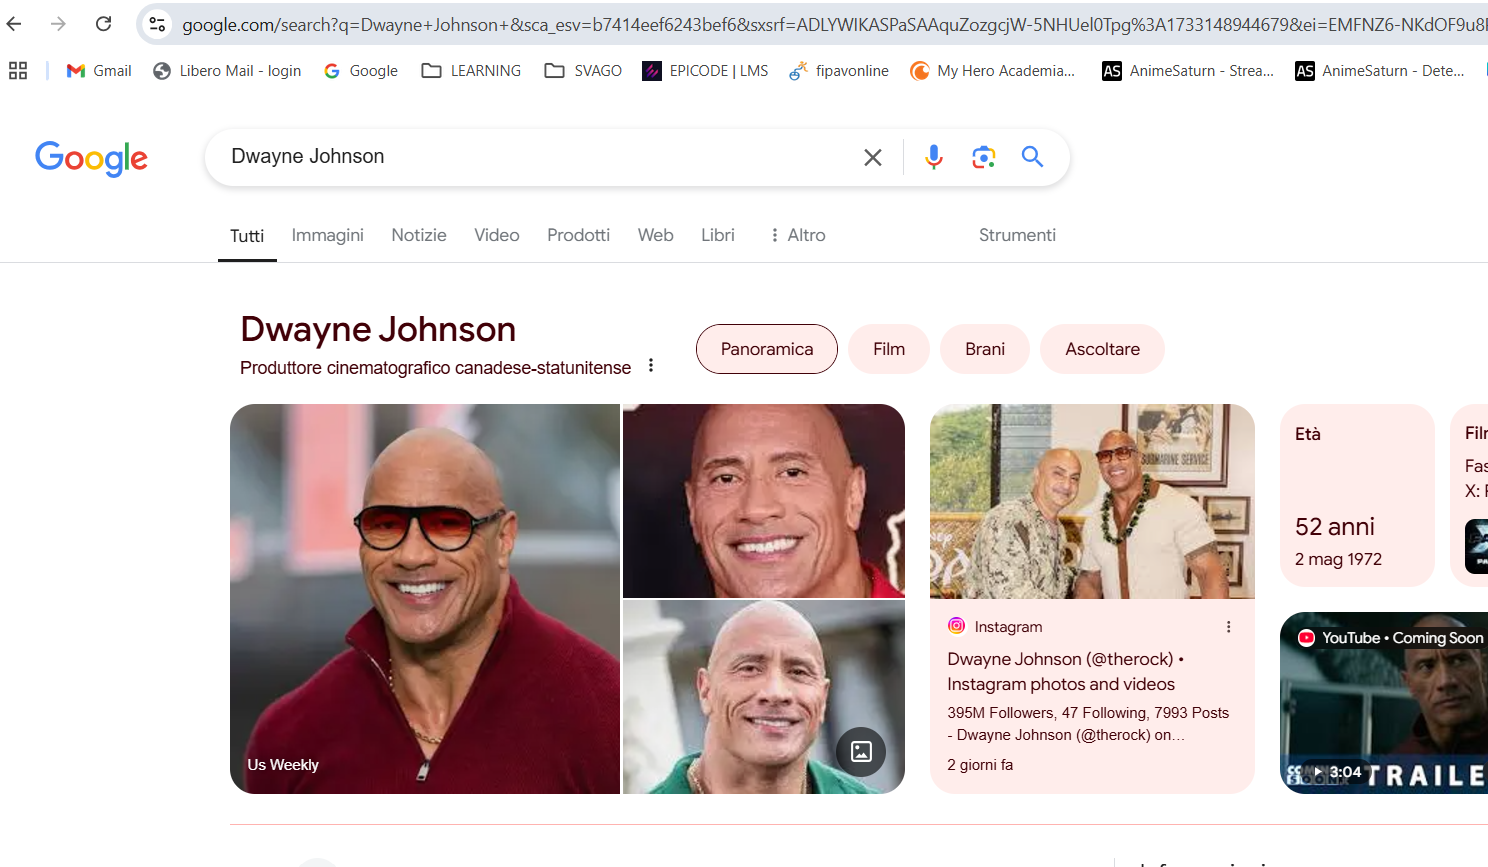 google.com/search?q=Dwayne+Johnson+&sca_esv=b7414eef6243bef6&sxsrf=ADLYWIKASPaSAAquZozgcjW-5NHUel0Tpg%3A1733148944679&ei=EMFNZ6-NKdOF9u8
Gmail
Libero Mail - login
Google
LEARNING
SVAGO
EPICODE | LMS
fipavonline
My Hero Academia...
AS AnimeSaturn - Strea...
AS AnimeSaturn - Dete...
Google
Dwayne Johnson
Tutti
Immagini
Notizie
Video
Prodotti
Web
Libri
Altro
Strumenti
Dwayne Johnson
Produttore cinematografico canadese-statunitense
Panoramica
Film
Brani
Ascoltare
Us Weekly
SUBMARINE SERVICE
Instagram
Dwayne Johnson (@therock) •
Instagram photos and videos
395M Followers, 47 Following, 7993 Posts
- Dwayne Johnson (@therock) on...
2 giorni fa
Età
52 anni
2 mag 1972
Fas
X:
YouTube • Coming Soon
3:04
TRAILE